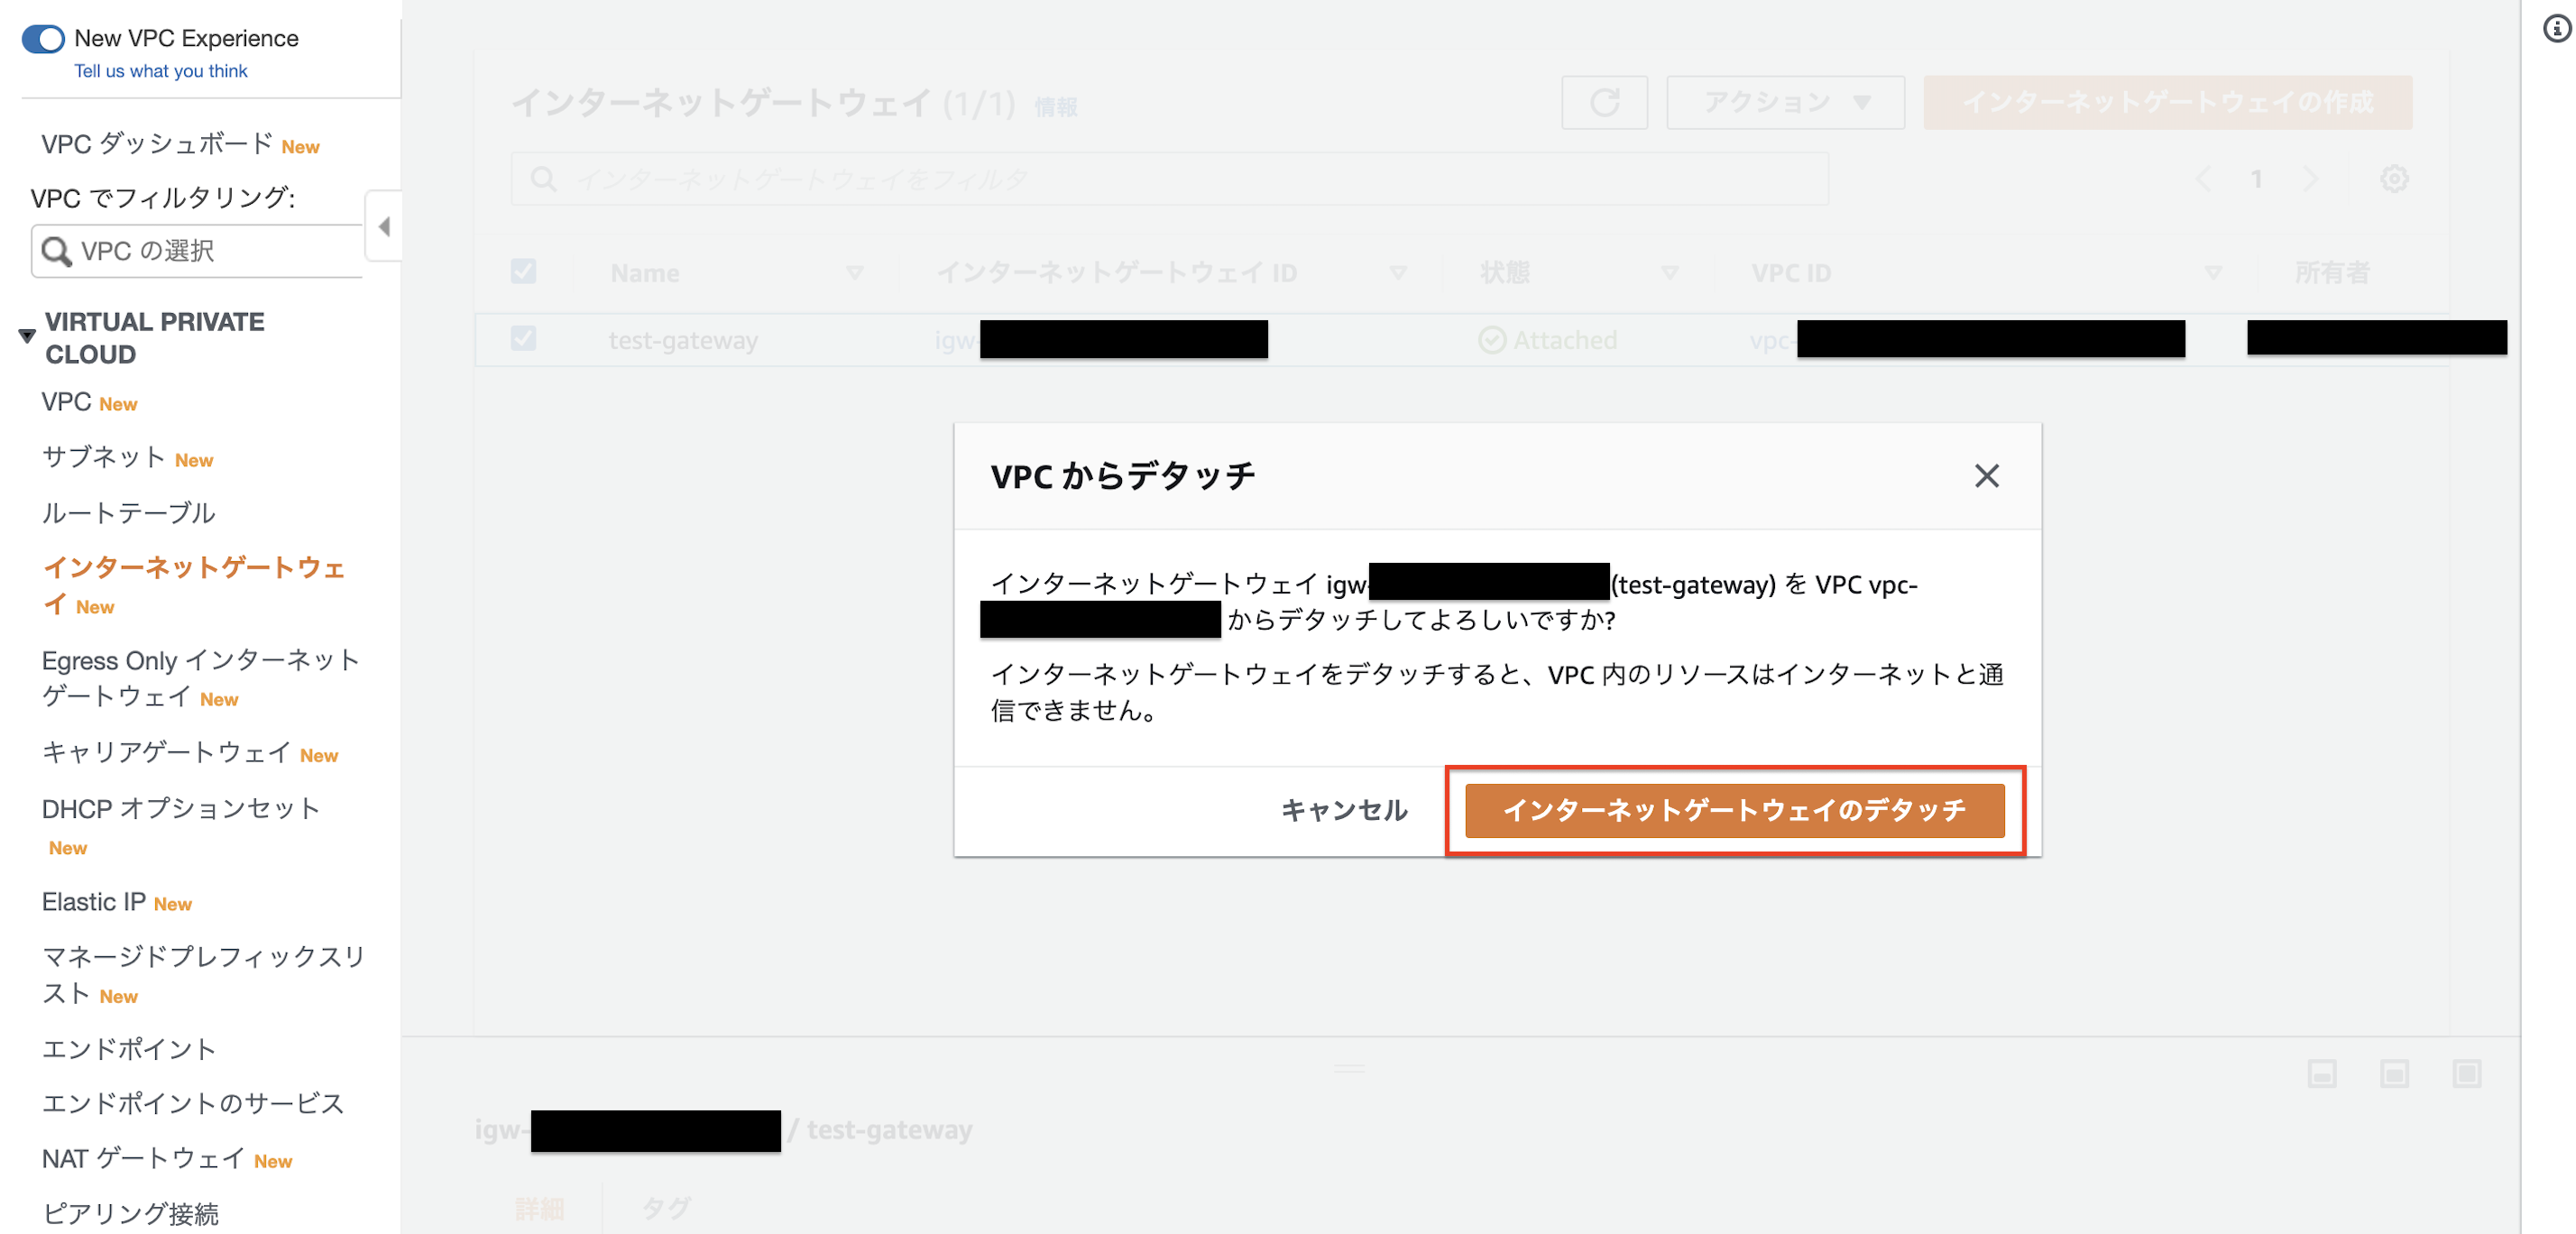 New VPC Experience
Tell us what you think
VPC ダッシュボード New
VPC でフィルタリング:
VPC の選択
VIRTUAL PRIVATE
CLOUD
VPC New
サブネット New
ルートテーブル
インターネットゲートウェ
イ New
Egress Only インターネット
ゲートウェイ New
キャリアゲートウェイ New
DHCP オプションセット
New
Elastic IP New
マネージドプレフィックスリ
スト New
エンドポイント
エンドポイントのサービス
NAT ゲートウェイ New
ピアリング接続
インターネットゲートウェイ (1/1) 情報
アクション
インターネットゲートウェイの作成
インターネットゲートウェイをフィルタ
1
Name インターネットゲートウェイ ID 状態 VPC ID 所有者
test-gateway igw- Attached vpc-
VPC からデタッチ
インターネットゲートウェイ igw- (test-gateway) を VPC vpc-
からデタッチしてよろしいですか?
インターネットゲートウェイをデタッチすると、VPC 内のリソースはインターネットと通
信できません。
キャンセル インターネットゲートウェイのデタッチ
igw- / test-gateway
詳細 タグ